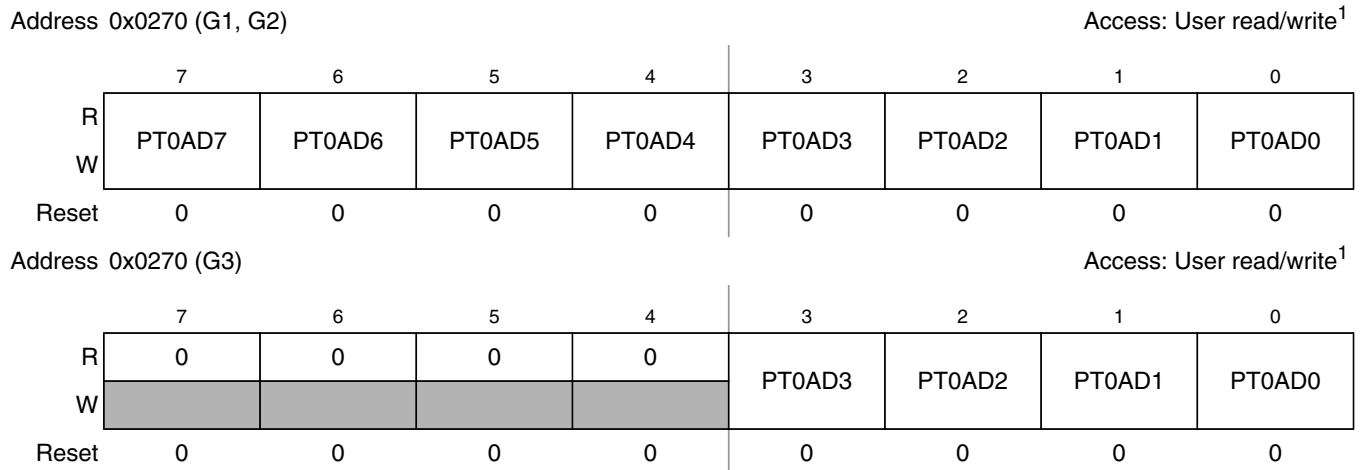 Address 0x0270 (G1, G2) Access: User read/write1
7 6 5 4 3 2 1 0
R
PT0AD7 PT0AD6 PT0AD5 PT0AD4 PT0AD3 PT0AD2 PT0AD1 PT0AD0
W
Reset 0 0 0 0 0 0 0 0
Address 0x0270 (G3) Access: User read/write1
7 6 5 4 3 2 1 0
R 0 0 0 0
PT0AD3 PT0AD2 PT0AD1 PT0AD0
W
Reset 0 0 0 0 0 0 0 0